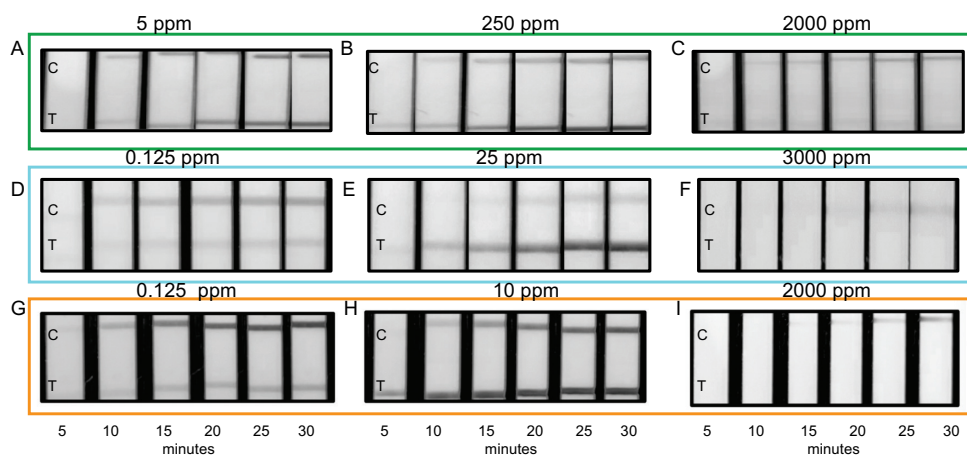 5 ppm 250 ppm 2000 ppm
A B C
C C C
T T T
0.125 ppm 25 ppm 3000 ppm
D E F
C C C
T T T
0.125 ppm 10 ppm 2000 ppm
G H I
C C C
T T T
5 10 15 20 25 30 5 10 15 20 25 30 5 10 15 20 25 30
minutes minutes minutes